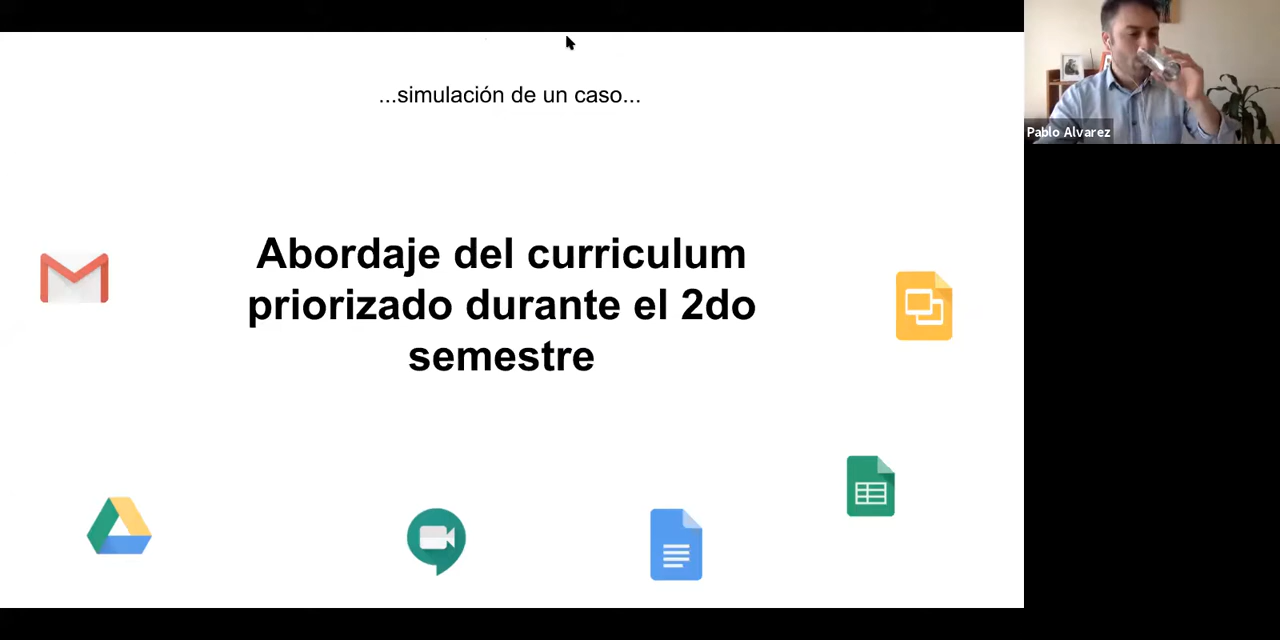 ...simulación de un caso...
Abordaje del curriculum
priorizado durante el 2do
semestre
Pablo Alvarez